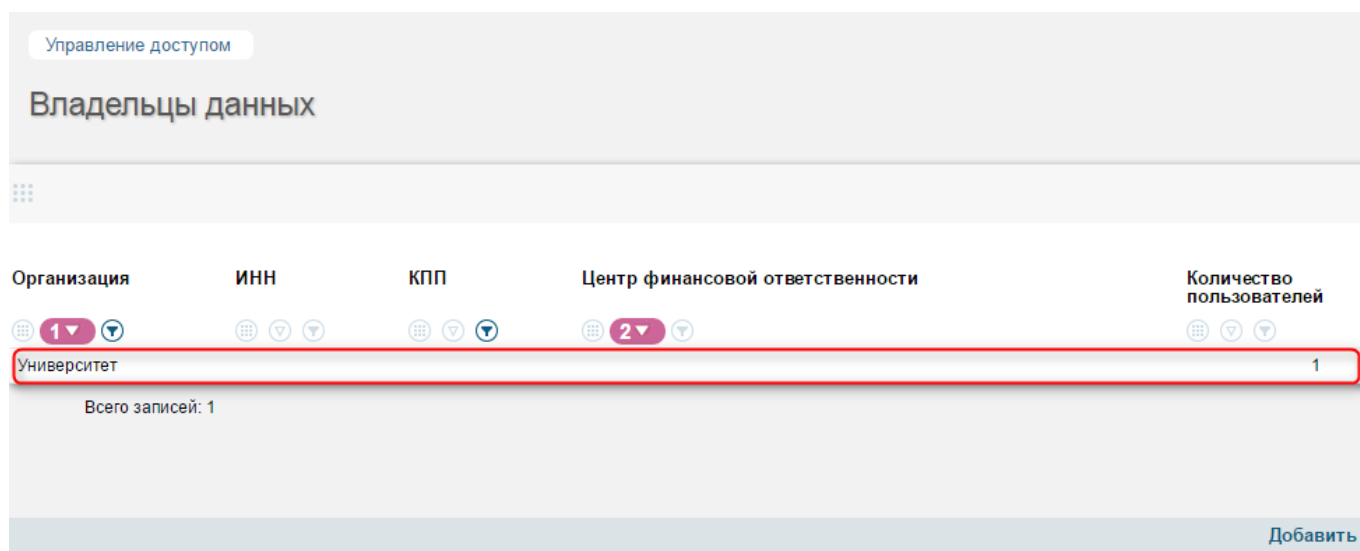 Управление доступом
Владельцы данных
Организация ИНН КПП Центр финансовой ответственности Количество пользователей
1 2
Университет 1
Всего записей: 1
Добавить